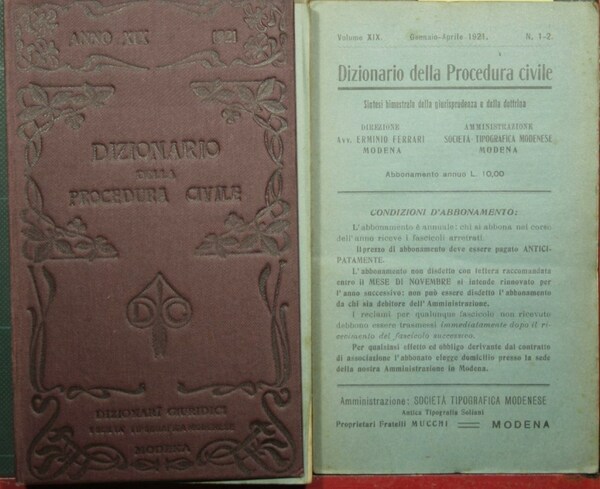 ANNO XIX 1921
DIZIONARIO
DELLA
PROCEDURA CIVILE
DC
DIZIONARÎ GIURIDICI
SOCIETÀ TIPOGRAFICA MODENESE
MODENA
Volume XIX. Gennaio-Aprile 1921. N. 1-2.
Dizionario della Procedura civile
Sintesi bimestrale della giurisprudenza e della dottrina
DIREZIONE AMMINISTRAZIONE
Avv. ERMINIO FERRARI SOCIETÀ TIPOGRAFICA MODENESE
MODENA MODENA
Abbonamento annuo L. 10,00
CONDIZIONI D'ABBONAMENTO:
L'abbonamento è annuale: chi si abbona nel corso
dell'anno riceve i fascicoli arretrati.
Il prezzo di abbonamento deve essere pagato ANTICI-
PATAMENTE.
L'abbonamento non disdetto con lettera raccomandata
entro il MESE DI NOVEMBRE si intende rinnovato per
l'anno successivo: non può essere disdetto l'abbonamento
da chi sia debitore dell'Amministrazione.
I reclami per qualunque fascicolo non ricevuto
debbono essere trasmessi immediatamente dopo il ri-
cevimento del fascicolo successivo.
Per qualsiasi effetto ed obbligo derivante dal contratto
di associazione l'abbonato elegge domicilio presso la sede
della nostra Amministrazione in Modena.
Amministrazione: SOCIETÀ TIPOGRAFICA MODENESE
Antica Tipografia Soliani
Proprietari Fratelli MUCCHI MODENA